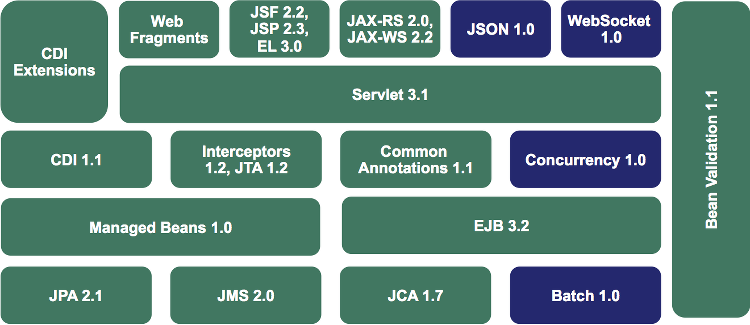 CDI
Extensions
Web
Fragments
JSF 2.2,
JSP 2.3,
EL 3.0
JAX-RS 2.0,
JAX-WS 2.2
JSON 1.0
WebSocket
1.0
Servlet 3.1
CDI 1.1
Interceptors
1.2, JTA 1.2
Common
Annotations 1.1
Concurrency 1.0
Managed Beans 1.0
EJB 3.2
JPA 2.1
JMS 2.0
JCA 1.7
Batch 1.0
Bean Validation 1.1